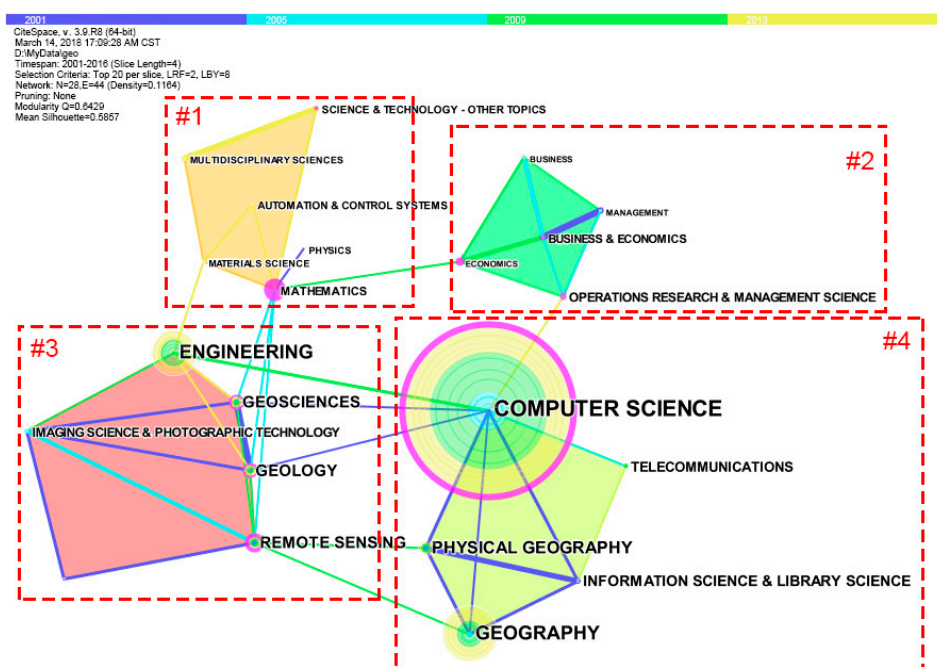 2001 2005 2009 2013
CiteSpace, v. 3.9.R8 (64-bit)
March 14, 2018 17:09:28 AM CST
D:\MyData\geo
Timespan: 2001-2016 (Slice Length=4)
Selection Criteria: Top 20 per slice, LRF=2, LBY=8
Network: N=28,E=44 (Density=0.1164)
Pruning: None
Modularity Q=0.6429
Mean Silhouette=0.5857
#1
SCIENCE & TECHNOLOGY - OTHER TOPICS
MULTIDISCIPLINARY SCIENCES
AUTOMATION & CONTROL SYSTEMS
PHYSICS
MATERIALS SCIENCE
MATHEMATICS
#2
BUSINESS
MANAGEMENT
BUSINESS & ECONOMICS
ECONOMICS
OPERATIONS RESEARCH & MANAGEMENT SCIENCE
#3
ENGINEERING
GEOSCIENCES
IMAGING SCIENCE & PHOTOGRAPHIC TECHNOLOGY
GEOLOGY
REMOTE SENSING
#4
COMPUTER SCIENCE
TELECOMMUNICATIONS
PHYSICAL GEOGRAPHY
INFORMATION SCIENCE & LIBRARY SCIENCE
GEOGRAPHY